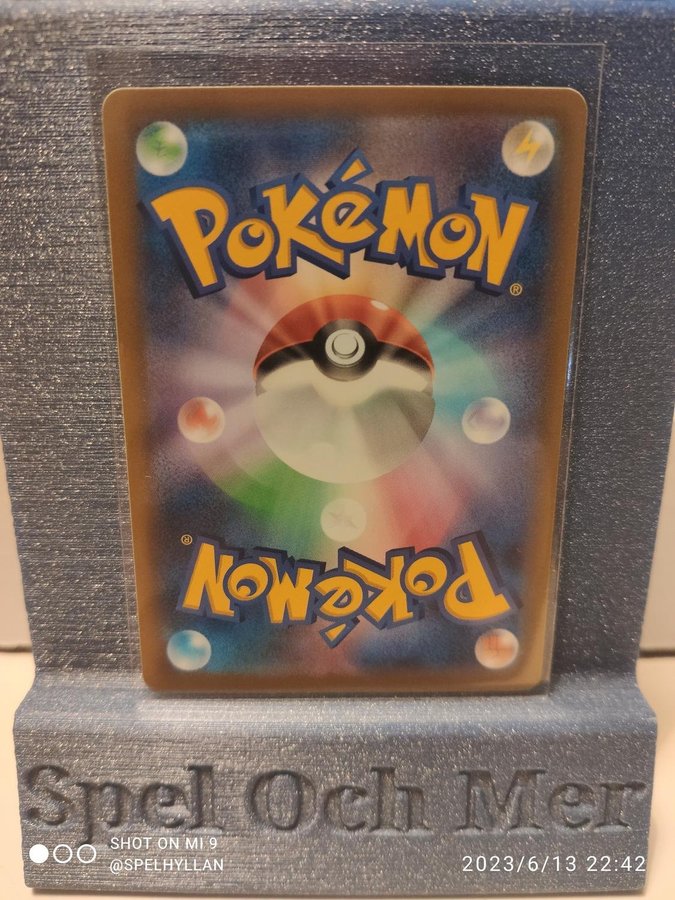 POKéMON
®
®
POKéMON
Spel Och Mer
SHOT ON MI 9
@SPELHYLLAN
2023/6/13 22:42